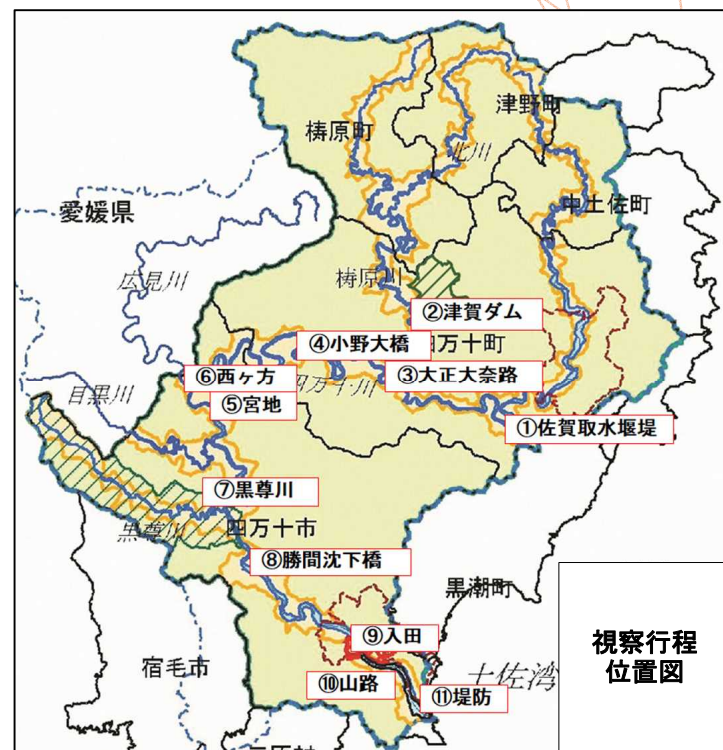 津野町
梼原町
北川
中土佐町
愛媛県
広見川
梼原川
②津賀ダム
④小野大橋
四万十町
⑥西ヶ方
③大正大奈路
四万十川
目黒川
⑤宮地
①佐賀取水堰堤
⑦黒尊川
黒尊川
四万十市
⑧勝間沈下橋
黒潮町
⑨入田
視察行程
位置図
宿毛市
⑩山路
土佐湾
⑪堤防
三原村